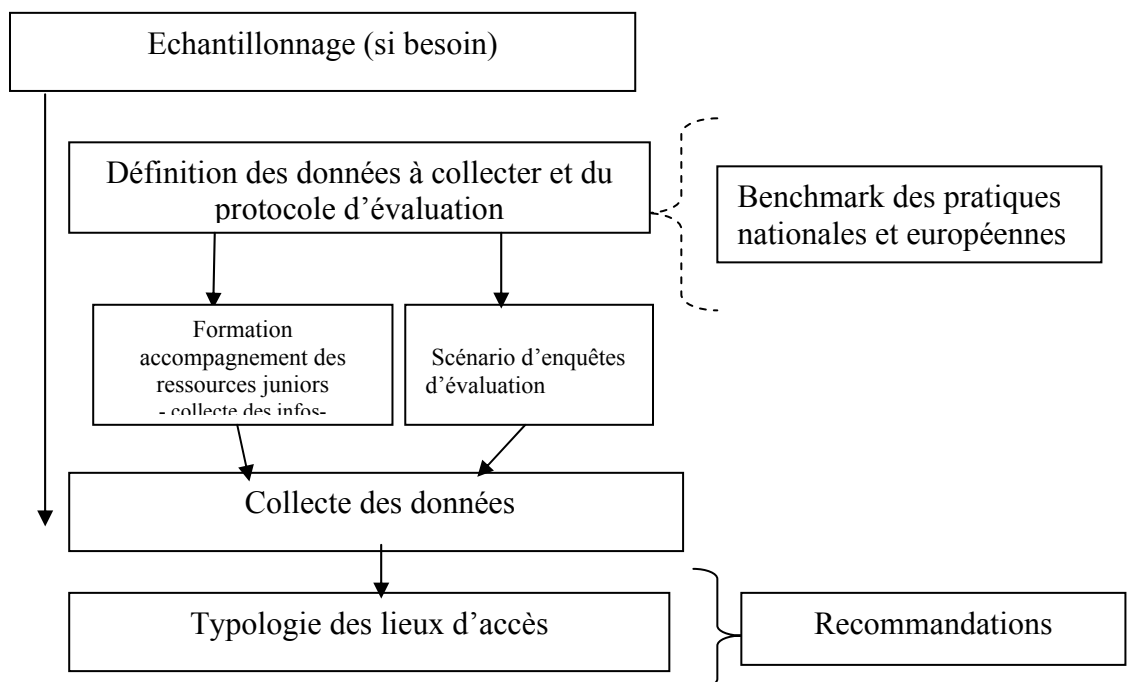 Echantillonnage (si besoin)
Définition des données à collecter et du
protocole d’évaluation
Benchmark des pratiques
nationales et européennes
Formation
accompagnement des
ressources juniors
- collecte des infos-
Scénario d’enquêtes
d’évaluation
Collecte des données
Typologie des lieux d’accès
Recommandations